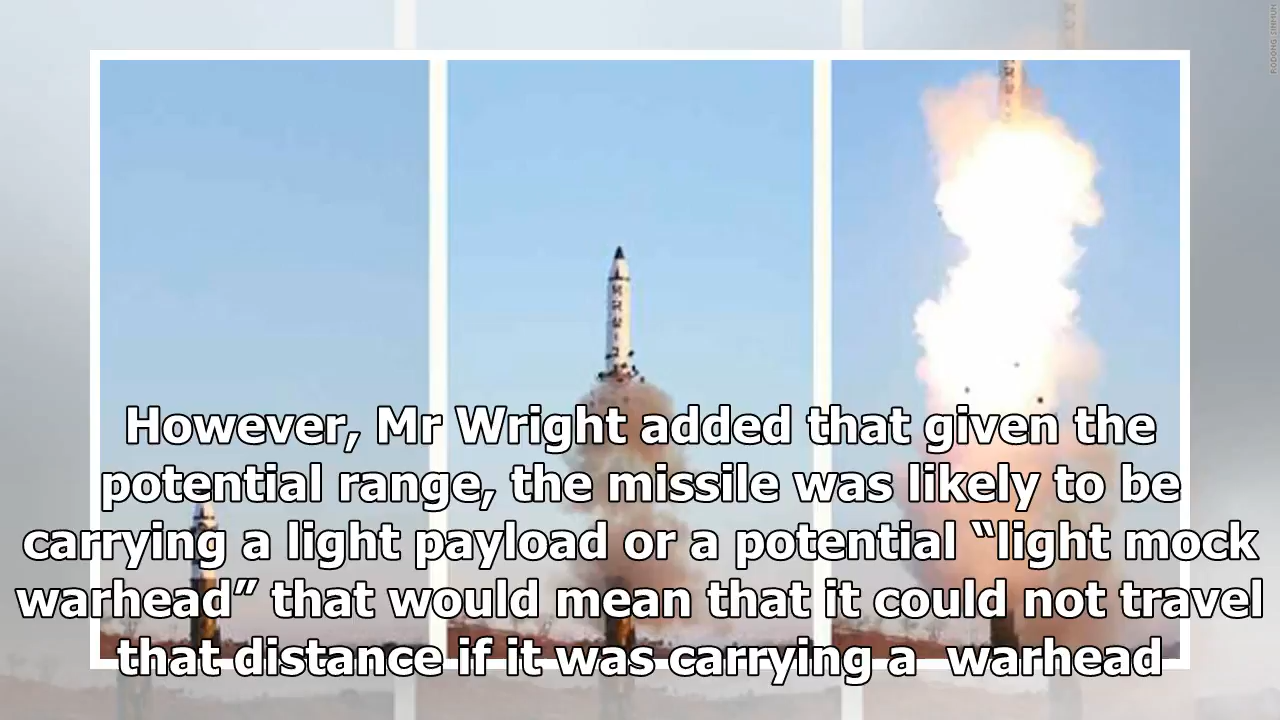 RODONG SINMUN
However, Mr Wright added that given the
potential range, the missile was likely to be
carrying a light payload or a potential “light mock
warhead” that would mean that it could not travel
that distance if it was carrying a  warhead